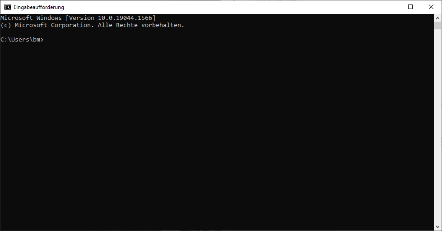 Eingabeaufforderung
Microsoft Windows [Version 10.0.19044.1566]
(c) Microsoft Corporation. Alle Rechte vorbehalten.
C:\Users\bm>